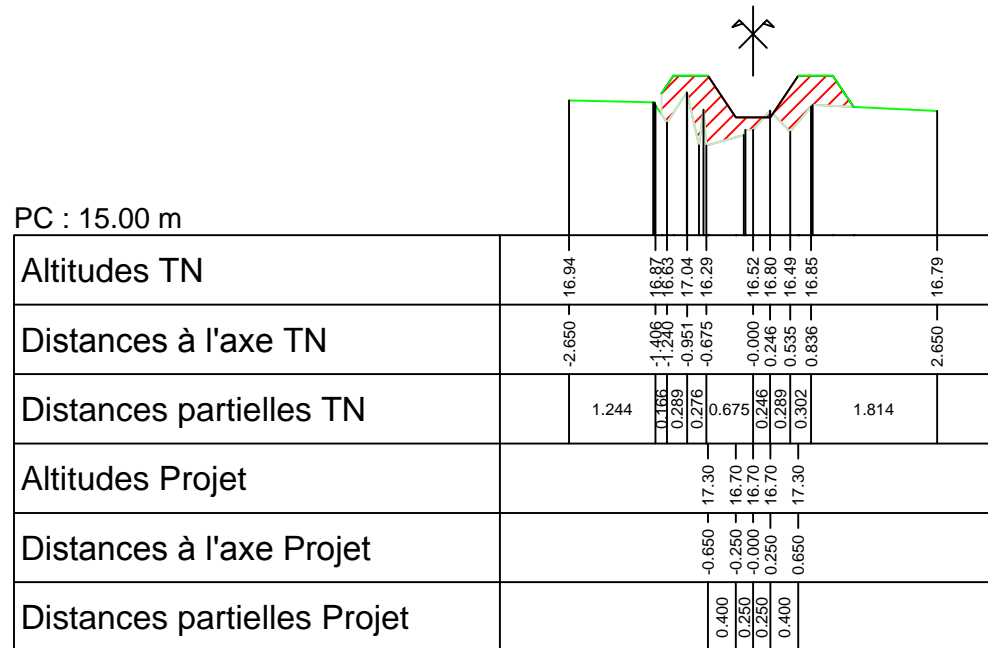 PC : 15.00 m
Altitudes TN
16.94 16.87 16.63 17.04 16.29 16.52 16.80 16.49 16.85 16.79
Distances à l'axe TN
-2.650 -1.406 -1.240 -0.951 -0.675 -0.000 0.246 0.535 0.836 2.650
Distances partielles TN
1.244 0.166 0.289 0.276 0.675 0.246 0.289 0.302 1.814
Altitudes Projet
17.30 16.70 16.70 16.70 17.30
Distances à l'axe Projet
-0.650 -0.250 -0.000 0.250 0.650
Distances partielles Projet
0.400 0.250 0.250 0.400